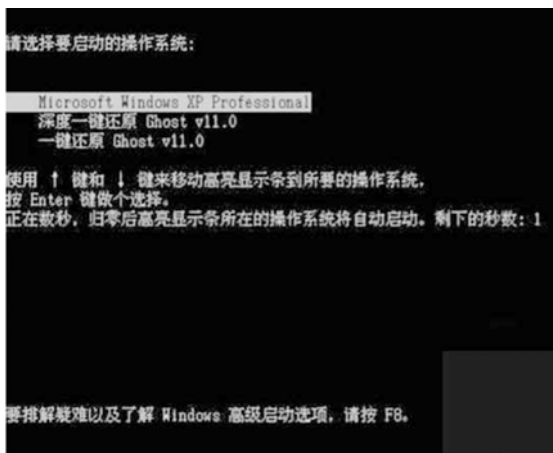 请选择要启动的操作系统:
Microsoft Windows XP Professional
深度一键还原 Ghost v11.0
一键还原 Ghost v11.0
使用 ↑ 键和 ↓ 键来移动高亮显示条到所要的操作系统,
按 Enter 键做个选择。
正在数秒,归零后高亮显示条所在的操作系统将自动启动。剩下的秒数: 1
要排解疑难以及了解 Windows 高级启动选项,请按 F8。